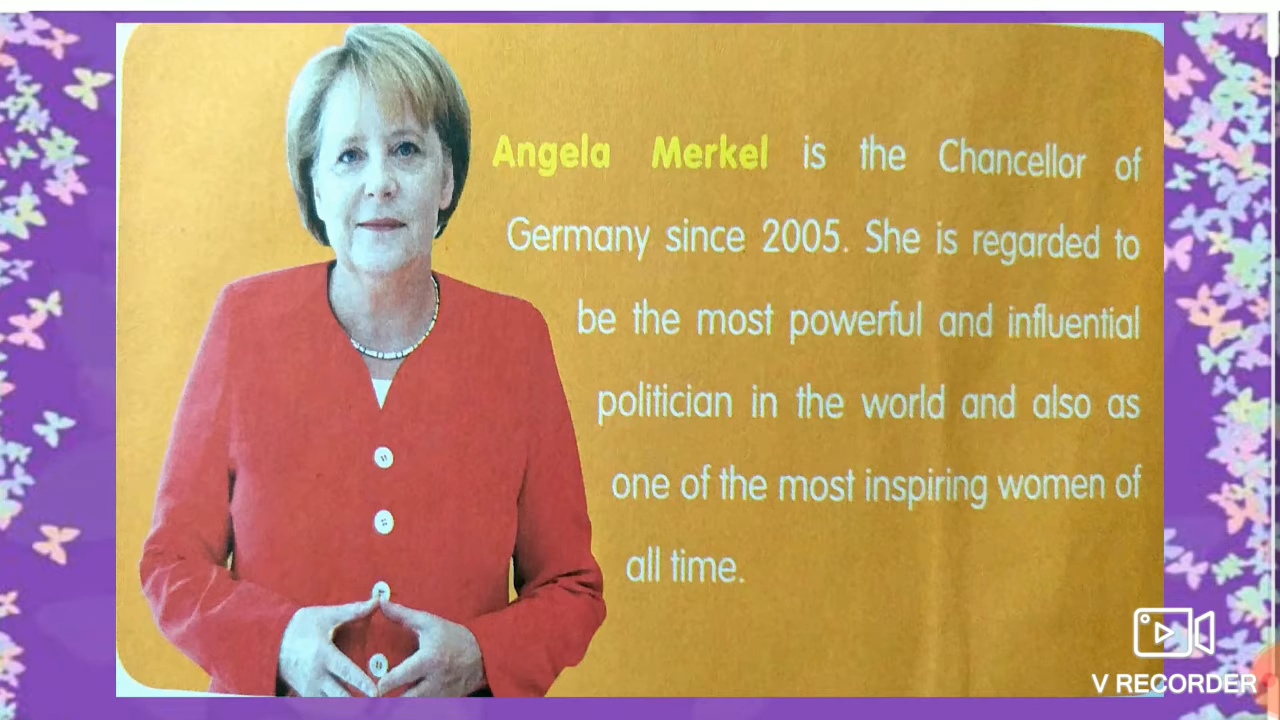 Angela Merkel is the Chancellor of
Germany since 2005. She is regarded to
be the most powerful and influential
politician in the world and also as
one of the most inspiring women of
all time.
V RECORDER